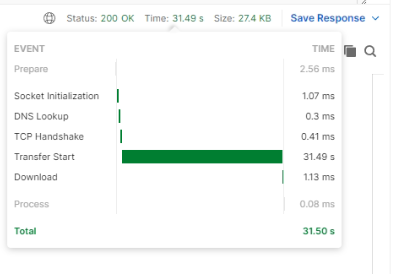 Status: 200 OK Time: 31.49 s Size: 27.4 KB Save Response
EVENT TIME
Prepare 2.56 ms
Socket Initialization 1.07 ms
DNS Lookup 0.3 ms
TCP Handshake 0.41 ms
Transfer Start 31.49 s
Download 1.13 ms
Process 0.08 ms
Total 31.50 s